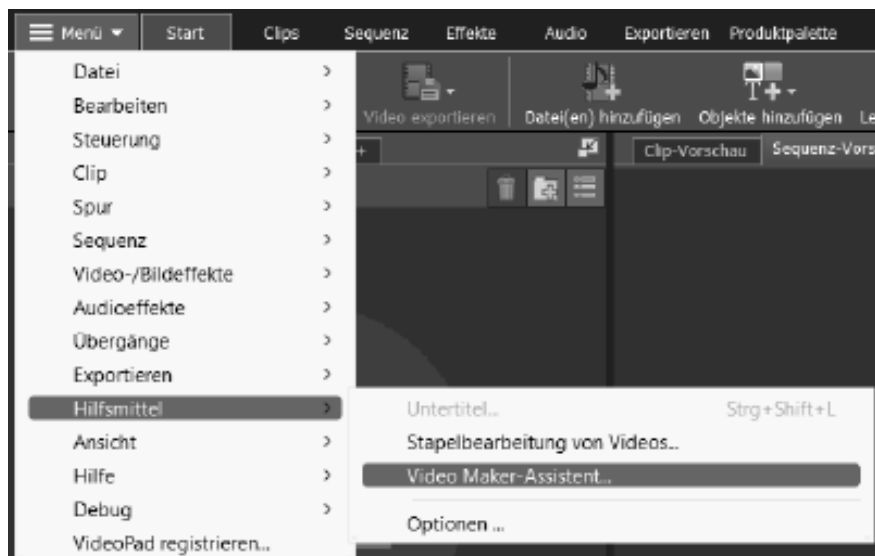 Menü Start Clips Sequenz Effekte Audio Exportieren Produktpalette
Video exportieren Datei(en) hinzufügen Objekte hinzufügen
Clip-Vorschau Sequenz-Vors
Datei
Bearbeiten
Steuerung
Clip
Spur
Sequenz
Video-/Bildeffekte
Audioeffekte
Übergänge
Exportieren
Hilfsmittel
Ansicht
Hilfe
Debug
VideoPad registrieren...
Untertitel... Strg+Shift+L
Stapelbearbeitung von Videos...
Video Maker-Assistent...
Optionen ...